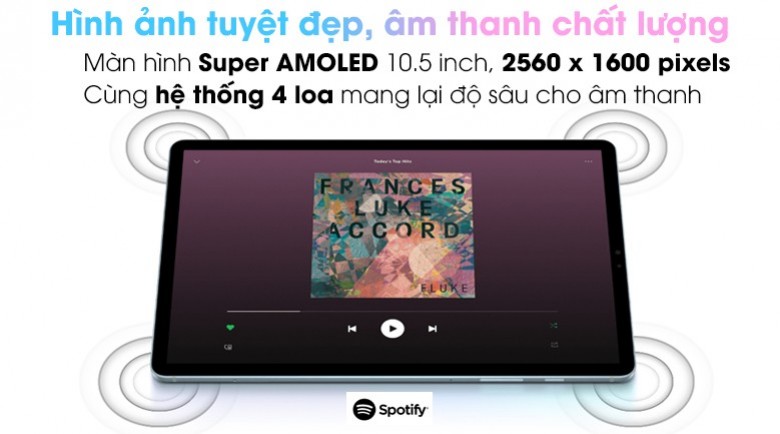 Hình ảnh tuyệt đẹp, âm thanh chất lượng
Màn hình Super AMOLED 10.5 inch, 2560 x 1600 pixels
Cùng hệ thống 4 loa mang lại độ sâu cho âm thanh
Today's Top Hits
FRANCES
LUKE
ACCORD
FLUKE
Spotify